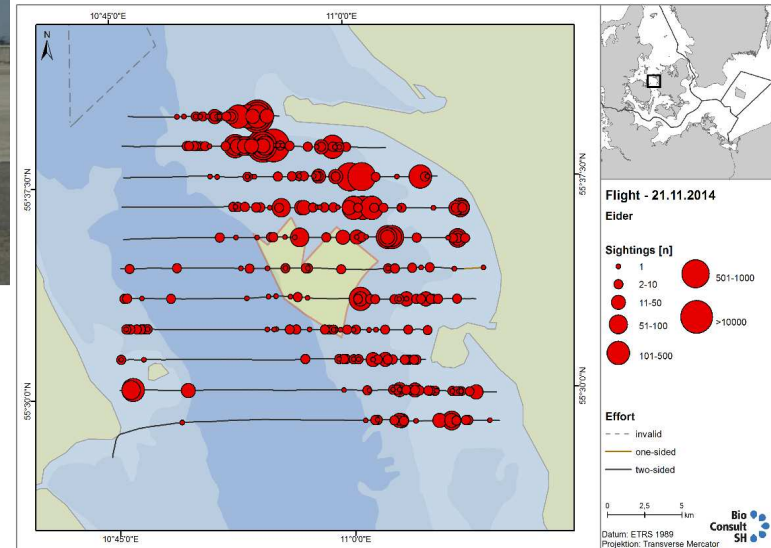 10°45'0"E
11°0'0"E
N
55°37'30"N
55°37'30"N
55°30'0"N
55°30'0"N
10°45'0"E
11°0'0"E
Flight - 21.11.2014
Eider
Sightings [n]
1
2-10
11-50
51-100
101-500
501-1000
>10000
Effort
invalid
one-sided
two-sided
0 2,5 5
km
Datum: ETRS 1989
Projektion: Transverse Mercator
Bio
Consult
SH